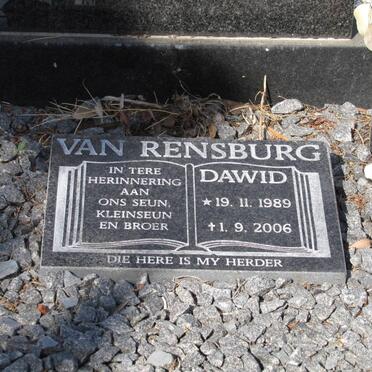 VAN RENSBURG
IN TERE
HERINNERING
AAN
ONS SEUN,
KLEINSEUN
EN BROER
DAWID
* 19. 11. 1989
† 1. 9. 2006
DIE HERE IS MY HERDER